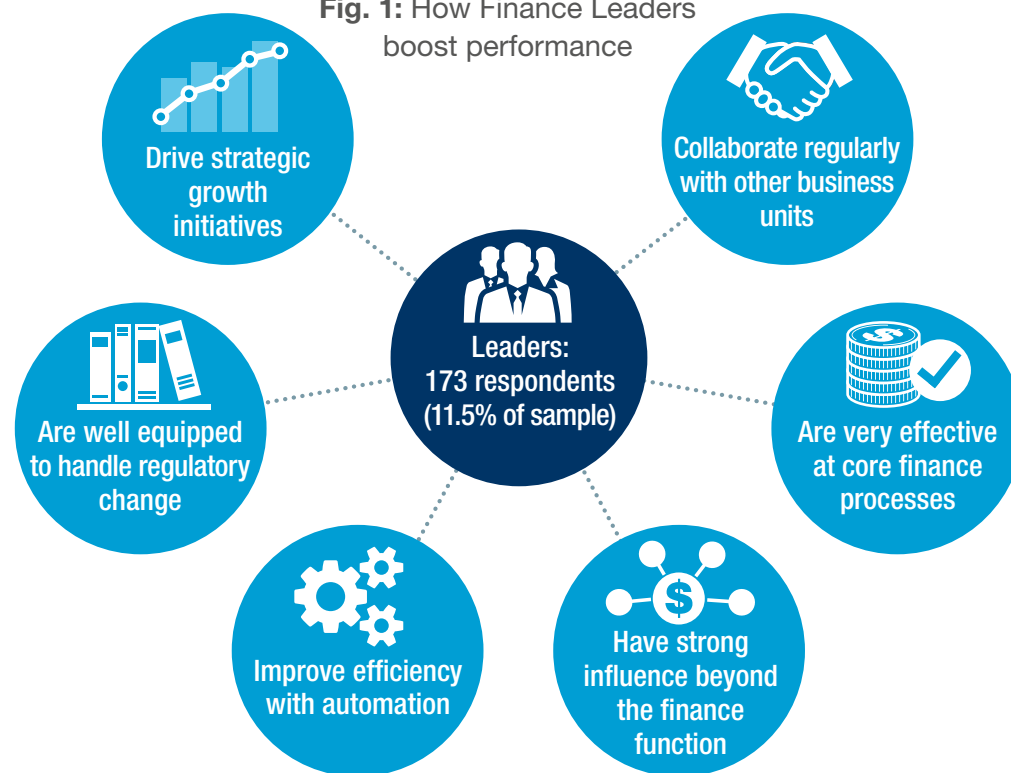 Fig. 1: How Finance Leaders
boost performance
Drive strategic
growth
initiatives
Collaborate regularly
with other business
units
Leaders:
173 respondents
(11.5% of sample)
Are well equipped
to handle regulatory
change
$
Are very effective
at core finance
processes
Improve efficiency
with automation
$
Have strong
influence beyond
the finance
function